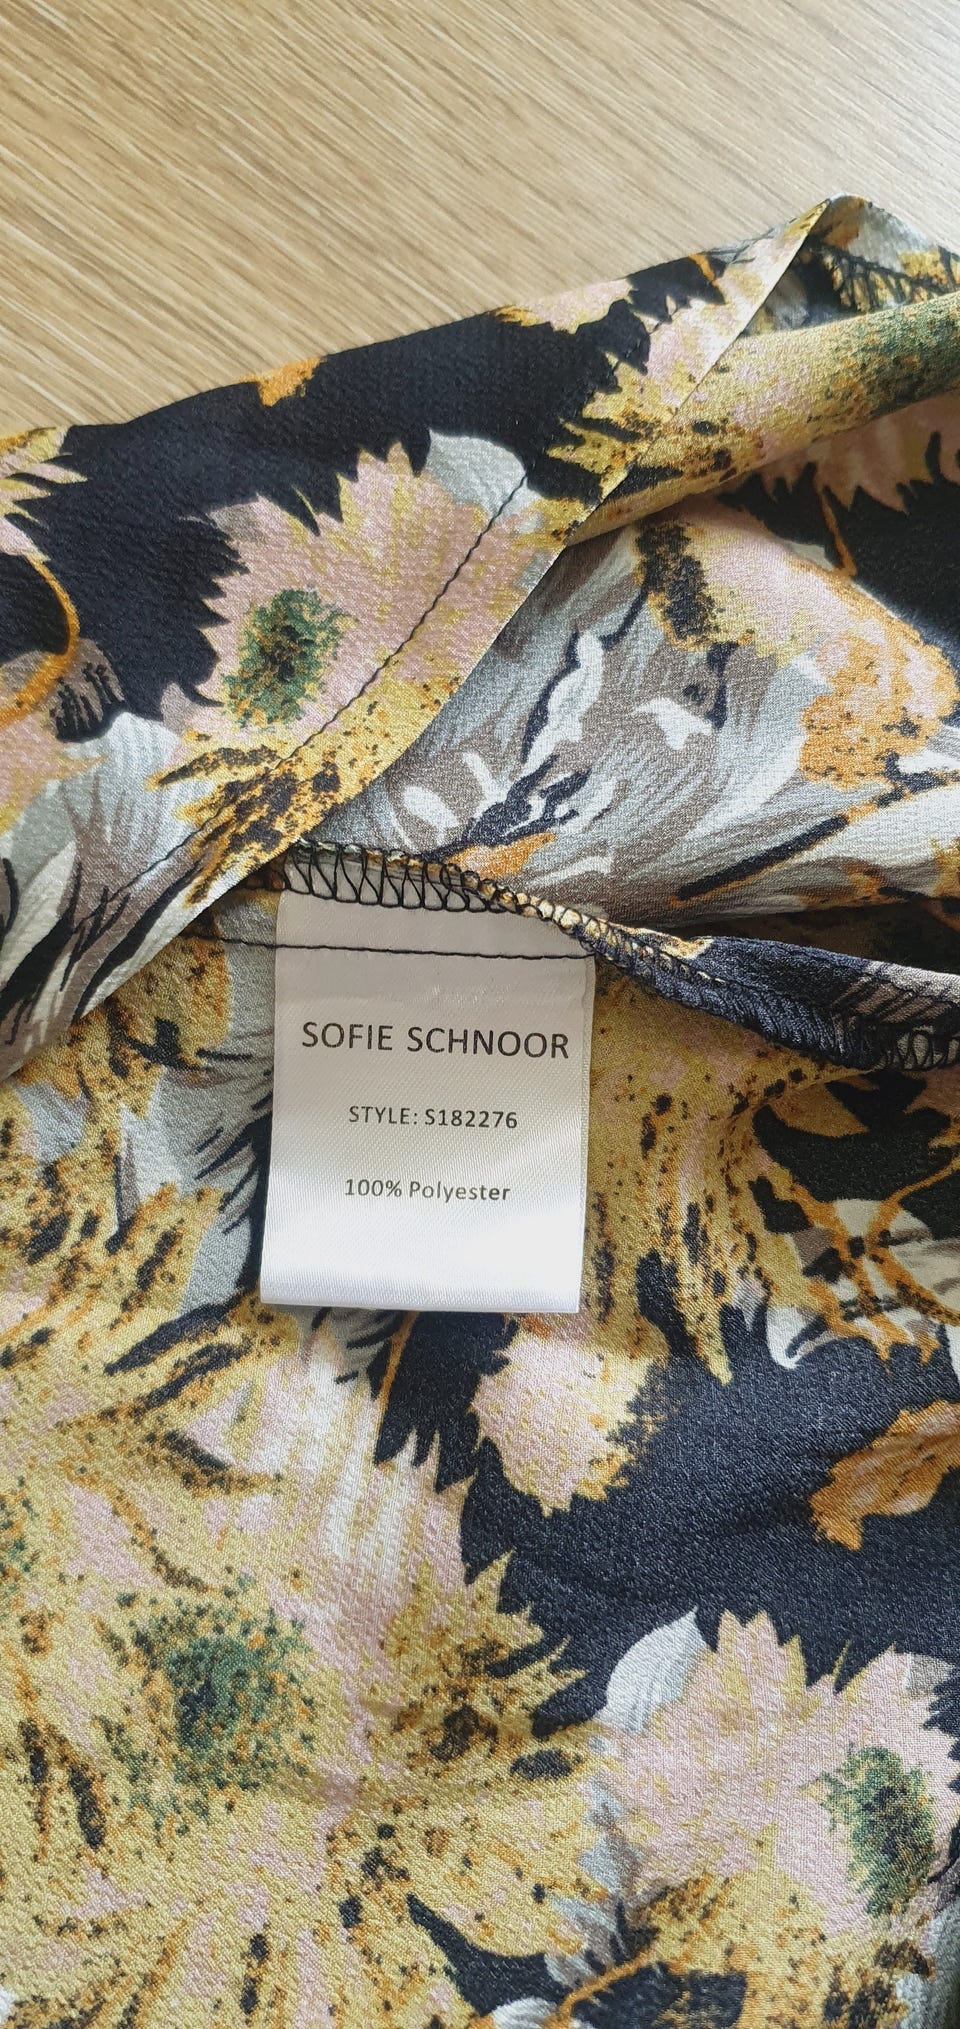 SOFIE SCHNOOR
STYLE: S182276
100% Polyester